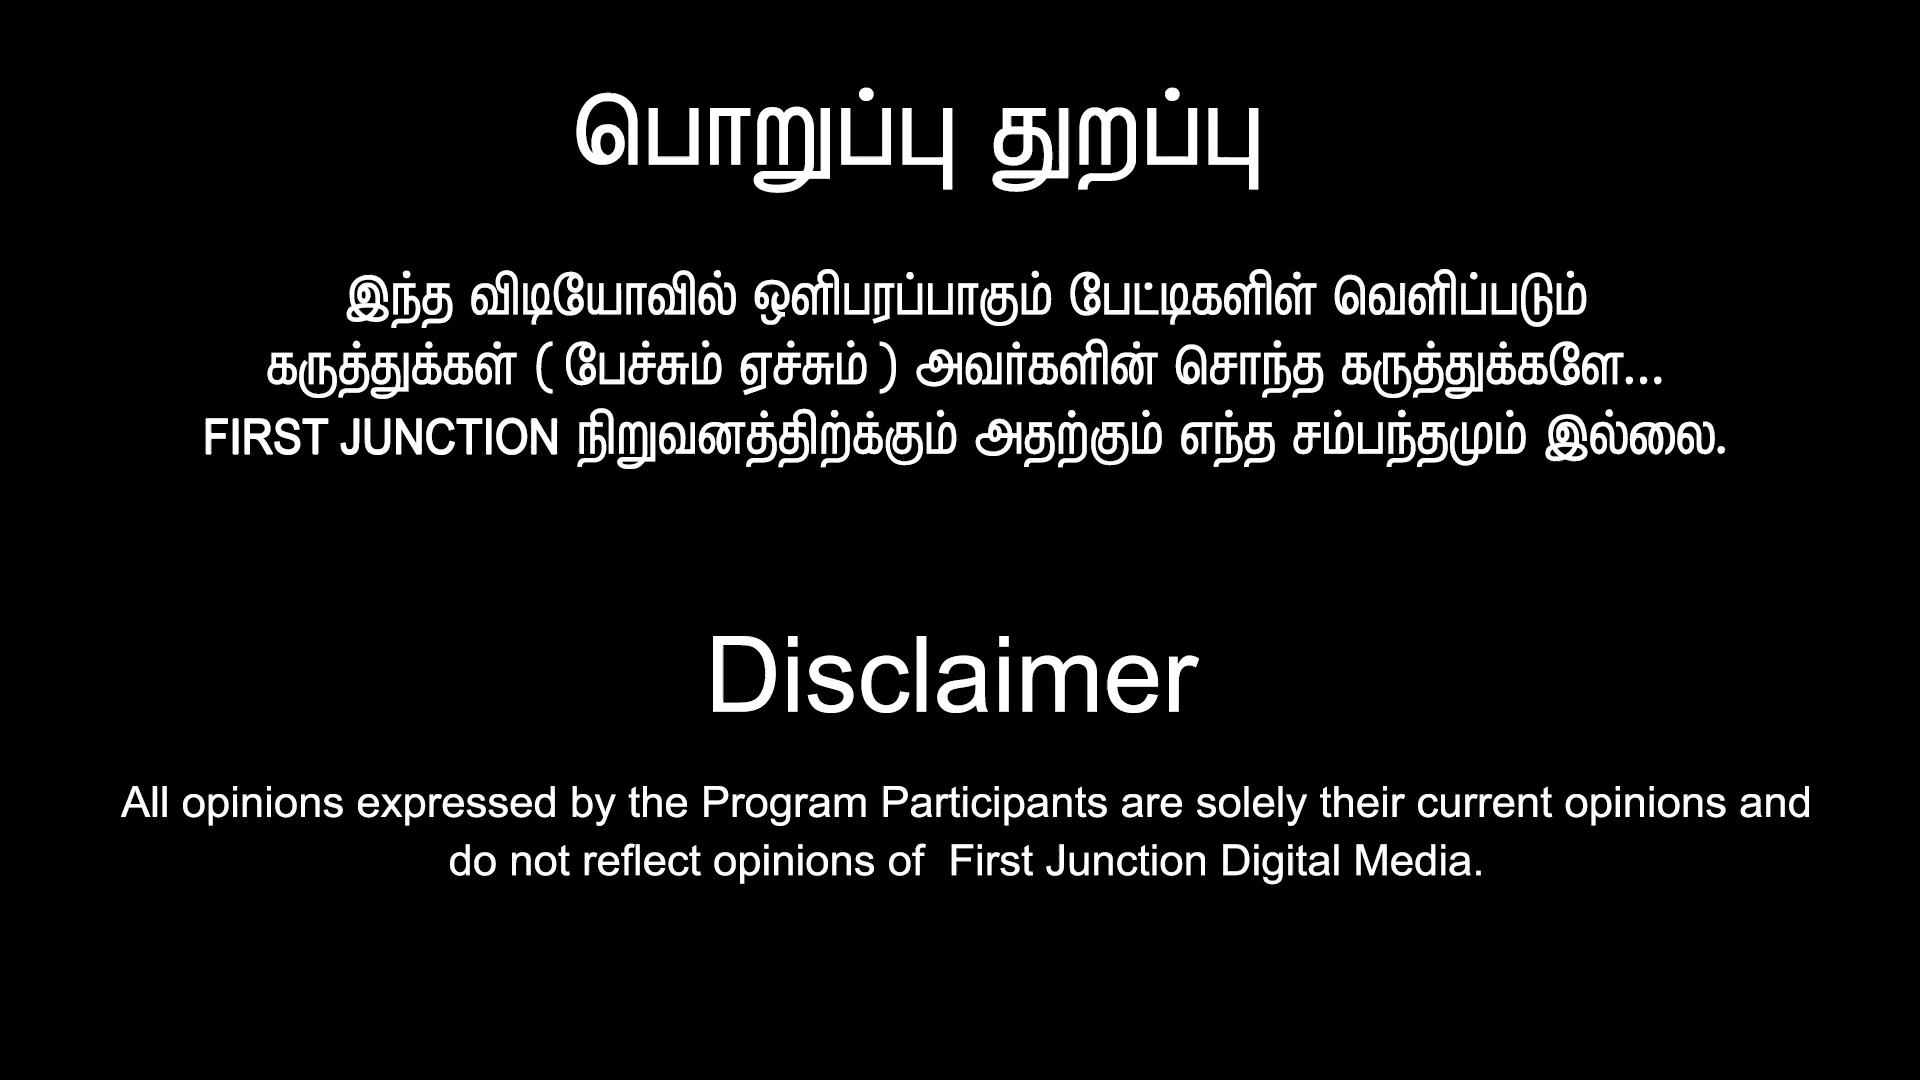 பொறுப்பு துறப்பு
இந்த விடியோவில் ஒளிபரப்பாகும் பேட்டிகளிள் வெளிப்படும்
கருத்துக்கள் ( பேச்சும் ஏச்சும் ) அவர்களின் சொந்த கருத்துக்களே...
FIRST JUNCTION நிறுவனத்திற்க்கும் அதற்கும் எந்த சம்பந்தமும் இல்லை.
Disclaimer
All opinions expressed by the Program Participants are solely their current opinions and
do not reflect opinions of  First Junction Digital Media.